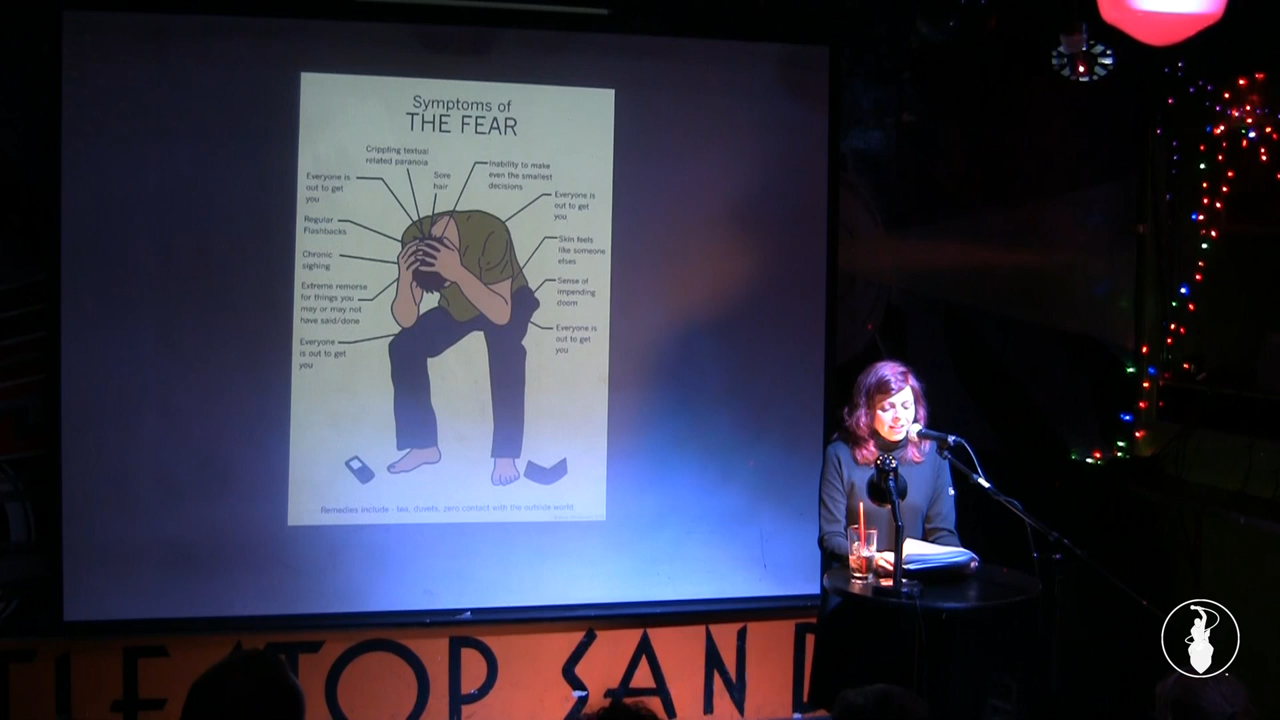 Symptoms of
THE FEAR
Crippling textual
related paranoia
Everyone is
out to get
you
Sore
hair
Inability to make
even the smallest
decisions
Everyone is
out to get
you
Regular
Flashbacks
Skin feels
like someone
elses
Chronic
sighing
Sense of
impending
doom
Extreme remorse
for things you
may or may not
have said/done
Everyone is
out to get
you
Everyone
is out to get
you
Remedies include - tea, duvets, zero contact with the outside world
TOP SAND